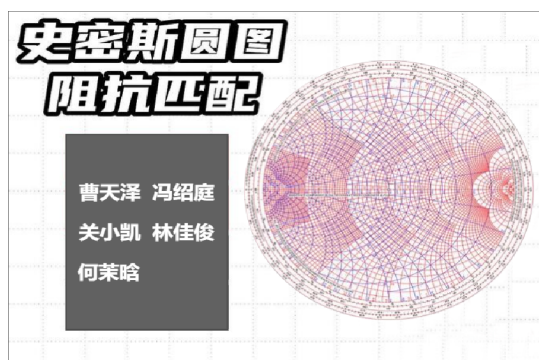 史密斯圆图
阻抗匹配
曹天泽 冯绍庭
关小凯 林佳俊
何茉晗